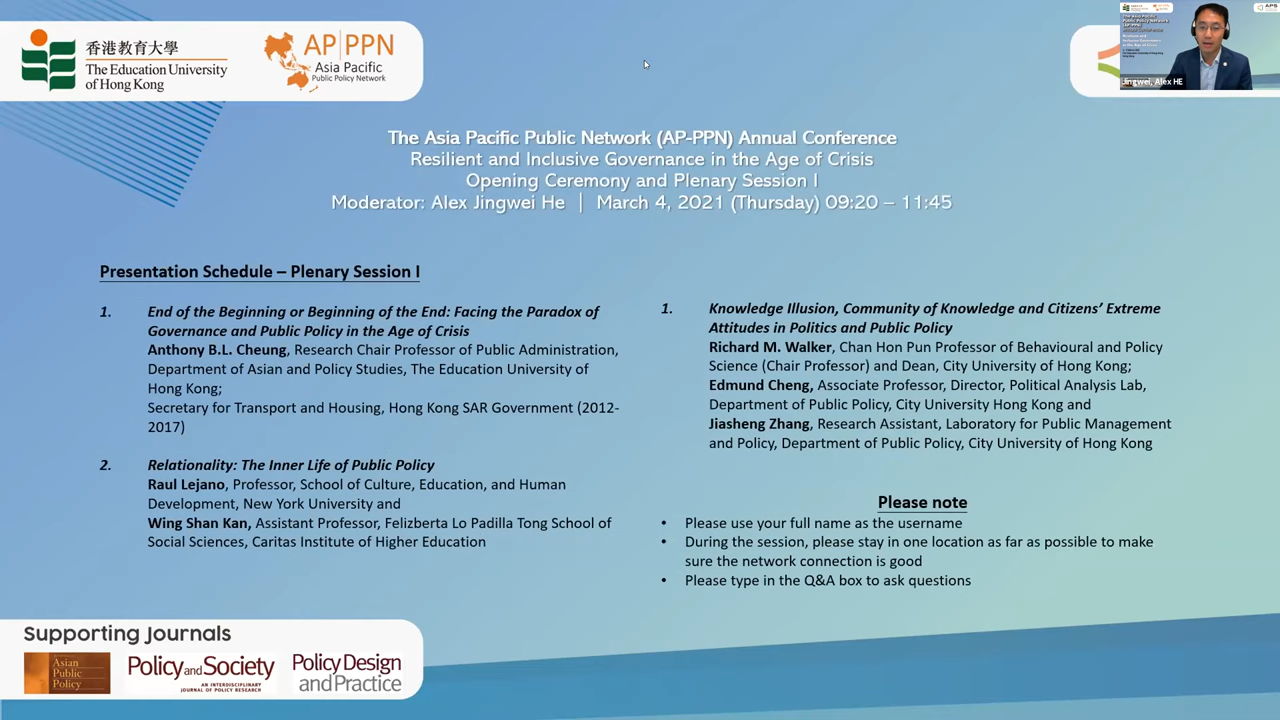 香港教育大學
The Education University
of Hong Kong
AP|PPN
Asia Pacific
Public Policy Network
Jingwei, Alex HE
The Asia Pacific Public Network (AP-PPN) Annual Conference
Resilient and Inclusive Governance in the Age of Crisis
Opening Ceremony and Plenary Session I
Moderator: Alex Jingwei He | March 4, 2021 (Thursday) 09:20 – 11:45
Presentation Schedule – Plenary Session I
1. End of the Beginning or Beginning of the End: Facing the Paradox of
Governance and Public Policy in the Age of Crisis
Anthony B.L. Cheung, Research Chair Professor of Public Administration,
Department of Asian and Policy Studies, The Education University of
Hong Kong;
Secretary for Transport and Housing, Hong Kong SAR Government (2012-
2017)
2. Relationality: The Inner Life of Public Policy
Raul Lejano, Professor, School of Culture, Education, and Human
Development, New York University and
Wing Shan Kan, Assistant Professor, Felizberta Lo Padilla Tong School of
Social Sciences, Caritas Institute of Higher Education
1. Knowledge Illusion, Community of Knowledge and Citizens’ Extreme
Attitudes in Politics and Public Policy
Richard M. Walker, Chan Hon Pun Professor of Behavioural and Policy
Science (Chair Professor) and Dean, City University of Hong Kong;
Edmund Cheng, Associate Professor, Director, Political Analysis Lab,
Department of Public Policy, City University Hong Kong and
Jiasheng Zhang, Research Assistant, Laboratory for Public Management
and Policy, Department of Public Policy, City University of Hong Kong
Please note
• Please use your full name as the username
• During the session, please stay in one location as far as possible to make
sure the network connection is good
• Please type in the Q&A box to ask questions
Supporting Journals
Asian
Public
Policy
Policy and Society
AN INTERDISCIPLINARY
JOURNAL OF POLICY RESEARCH
Policy Design
and Practice